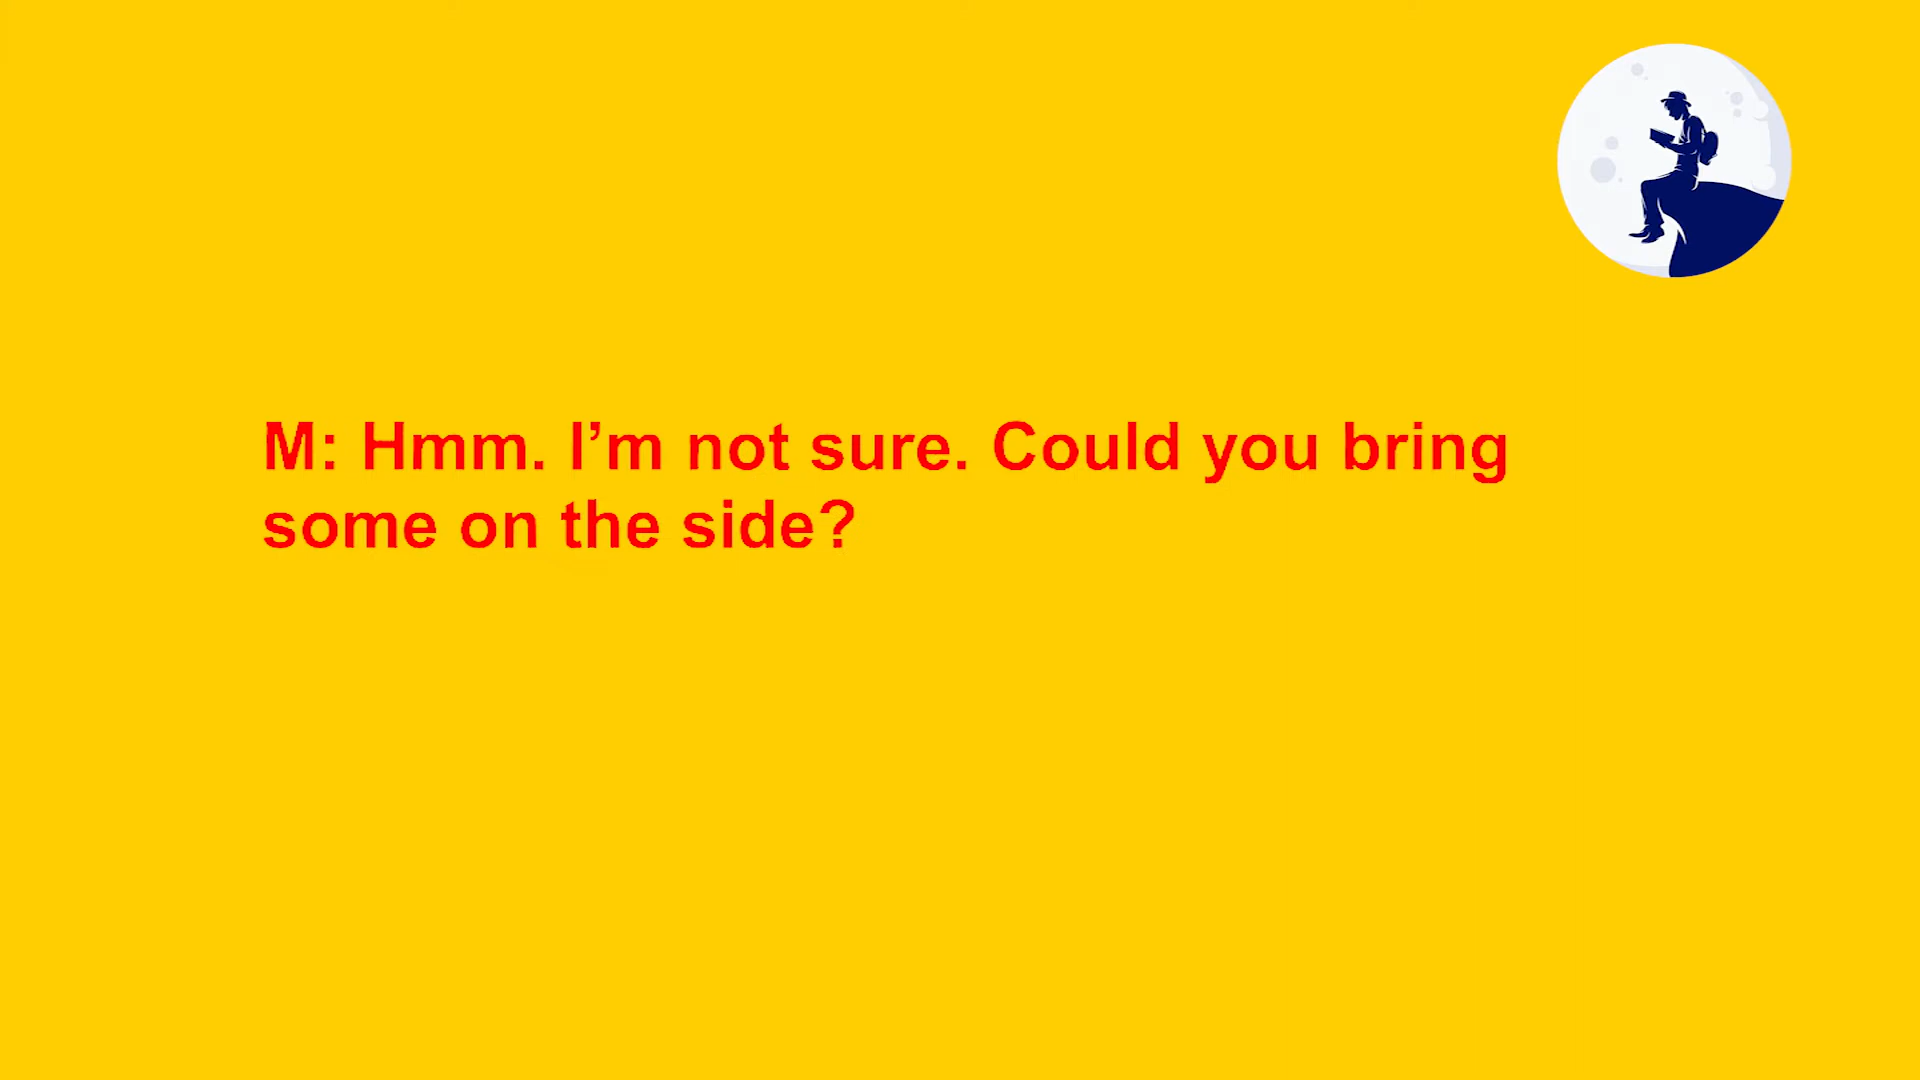 M: Hmm. I’m not sure. Could you bring
some on the side?